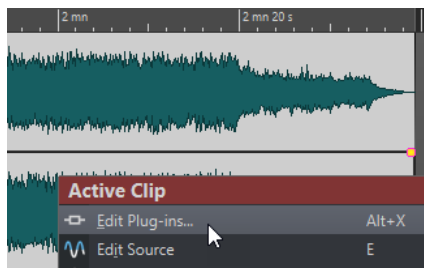 2 mn
2 mn 20 s
Active Clip
Edit Plug-ins... Alt+X
Edit Source E